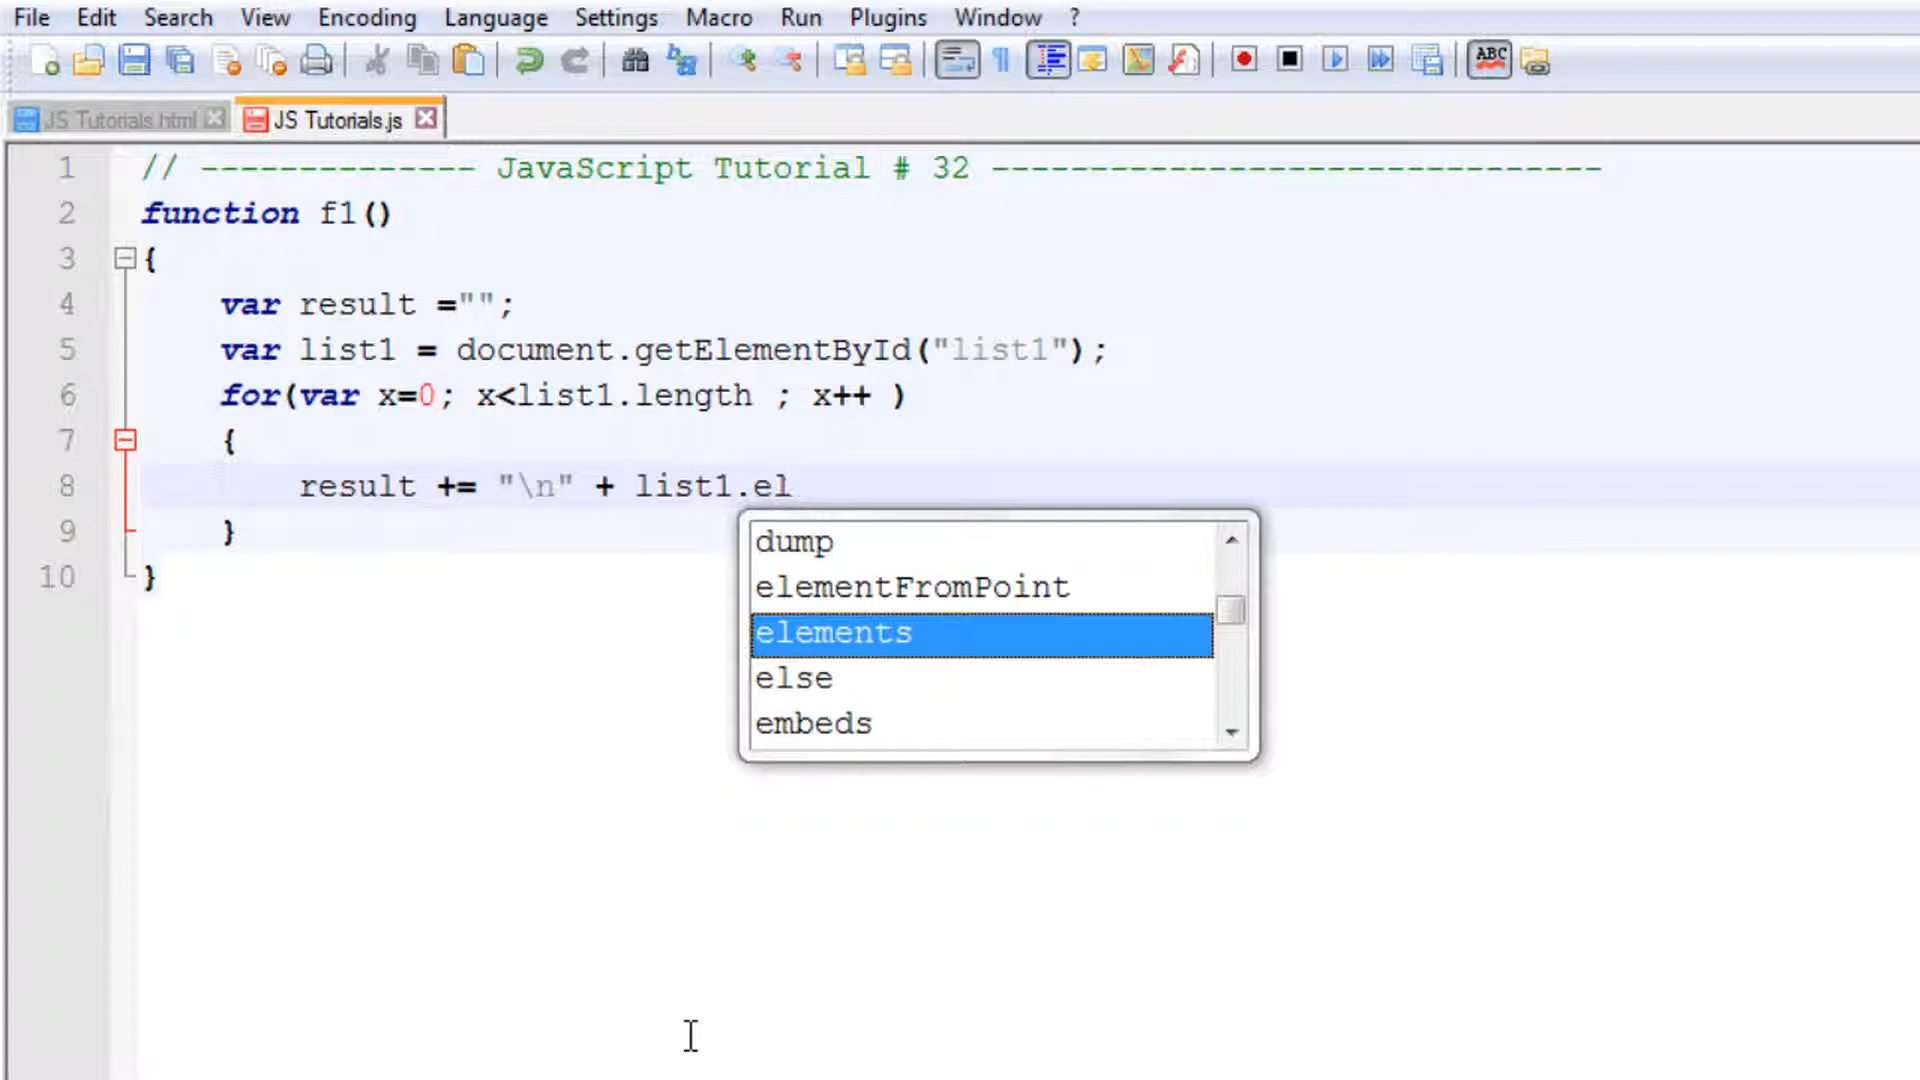 File Edit Search View Encoding Language Settings Macro Run Plugins Window ?
ABC
JS Tutorials.html JS Tutorials.js
1 // -------------- JavaScript Tutorial # 32 -------------------------------
2 function f1()
3 {
4 var result ="";
5 var list1 = document.getElementById("list1");
6 for(var x=0; x<list1.length ; x++ )
7 {
8 result += "\n" + list1.el
9 }
10 }
dump
elementFromPoint
elements
else
embeds